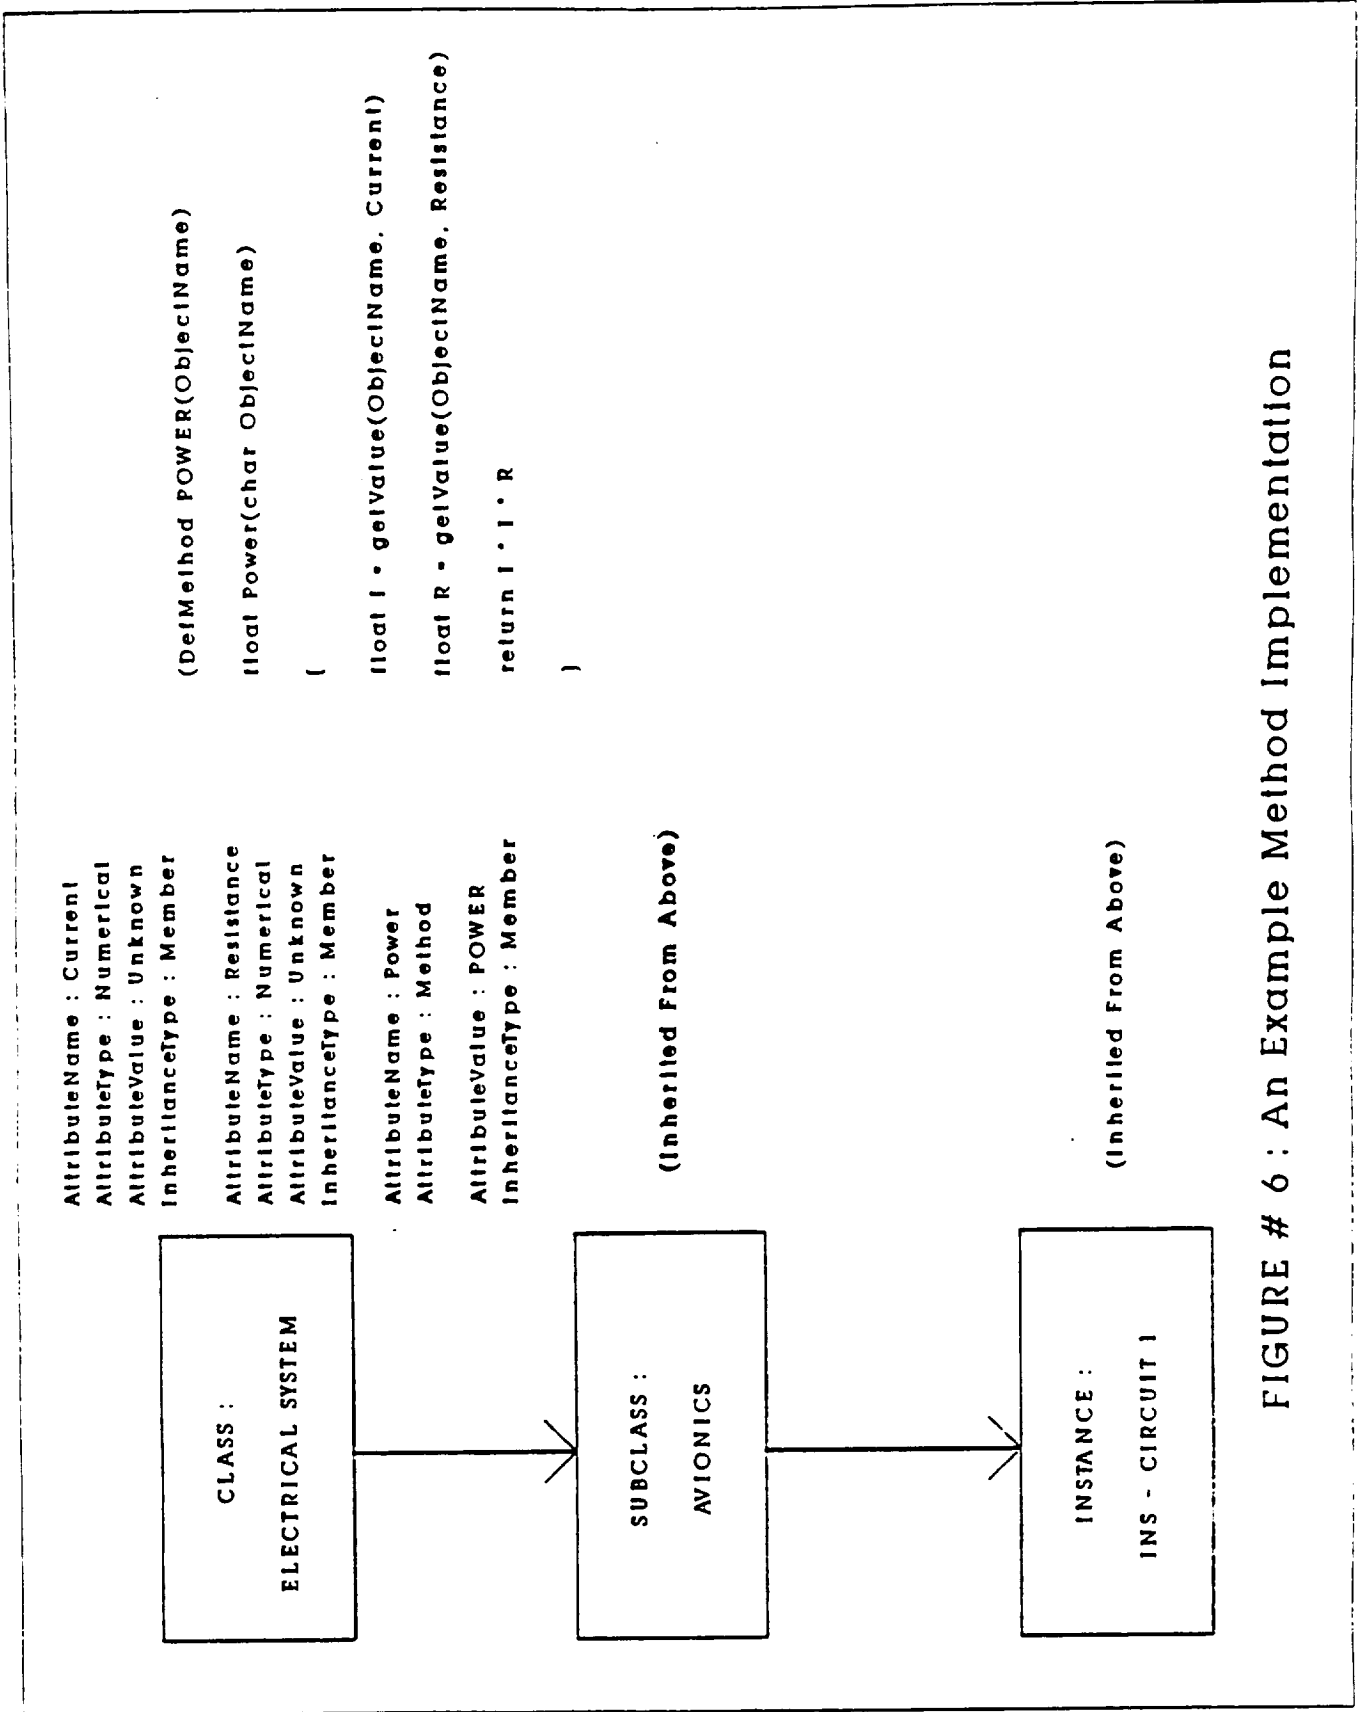 CLASS :
ELECTRICAL SYSTEM
AttributeName : Current
AttributeType : Numerical
AttributeValue : Unknown
InheritanceType : Member
AttributeName : Resistance
AttributeType : Numerical
AttributeValue : Unknown
InheritanceType : Member
AttributeName : Power
AttributeType : Method
AttributeValue : POWER
InheritanceType : Member
(DefMethod POWER(ObjectName)
float Power(char ObjectName)
{
float I = getValue(ObjectName, Current)
float R = getValue(ObjectName, Resistance)
return I * I * R
}
SUBCLASS :
AVIONICS
(Inherited From Above)
INSTANCE :
INS - CIRCUIT 1
(Inherited From Above)
FIGURE # 6 : An Example Method Implementation